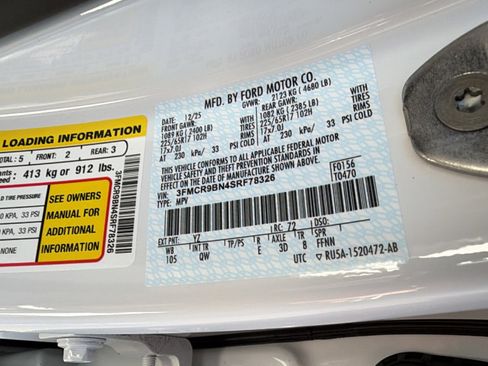 LOADING INFORMATION
TOTAL: 5 FRONT: 2 REAR: 3
413 kg or 912 lbs.
COLD TIRE PRESSURE
KPA, 33 PSI
KPA, 33 PSI
SEE OWNERS
MANUAL FOR
ADDITIONAL
INFORMATION
3FMCR9BN4SRF78326
MFD. BY FORD MOTOR CO.
12/25 GVWR: 2123 KG (4680 LB)
FRONT GAWR: REAR GAWR:
1089 KG (2400 LB) 1082 KG (2385 LB)
225/65R17 102H TIRES 225/65R17 102H TIRES
17x7.0J RIMS 17x7.0J RIMS
AT 230 kPa/ 33 PSI COLD AT 230 kPa/ 33 PSI COLD
THIS VEHICLE CONFORMS TO ALL APPLICABLE FEDERAL MOTOR
VEHICLE SAFETY AND THEFT PREVENTION STANDARDS IN EFFECT
ON THE DATE OF MANUFACTURE SHOWN ABOVE.
VIN: 3FMCR9BN4SRF78326
TYPE: MPV
F0156
T0470
EXT PNT: YZ RC: 72 DSO:
WB INT TR TP/PS R AXLE TR SPR
105 QW E 3D 8 FFNN
UTC RU5A-1520472-AB